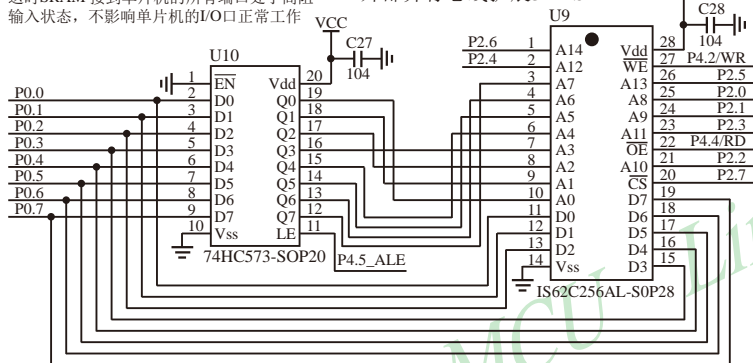 输入状态，不影响单片机的I/O口正常工作
VCC
C27
104
U10
1 EN Vdd 20
2 D0 Q0 19
3 D1 Q1 18
4 D2 Q2 17
5 D3 Q3 16
6 D4 Q4 15
7 D5 Q5 14
8 D6 Q6 13
9 D7 Q7 12
10 Vss LE 11
74HC573-SOP20
P4.5_ALE
P0.0
P0.1
P0.2
P0.3
P0.4
P0.5
P0.6
P0.7
C28
104
U9
P2.6 1 A14 Vdd 28
P2.4 2 A12 WE 27 P4.2/WR
3 A7 A13 26 P2.5
4 A6 A8 25 P2.0
5 A5 A9 24 P2.1
6 A4 A11 23 P2.3
7 A3 OE 22 P4.4/RD
8 A2 A10 21 P2.2
9 A1 CS 20 P2.7
10 A0 D7 19
11 D0 D6 18
12 D1 D5 17
13 D2 D4 16
14 Vss D3 15
IS62C256AL-S0P28
MCU Lim